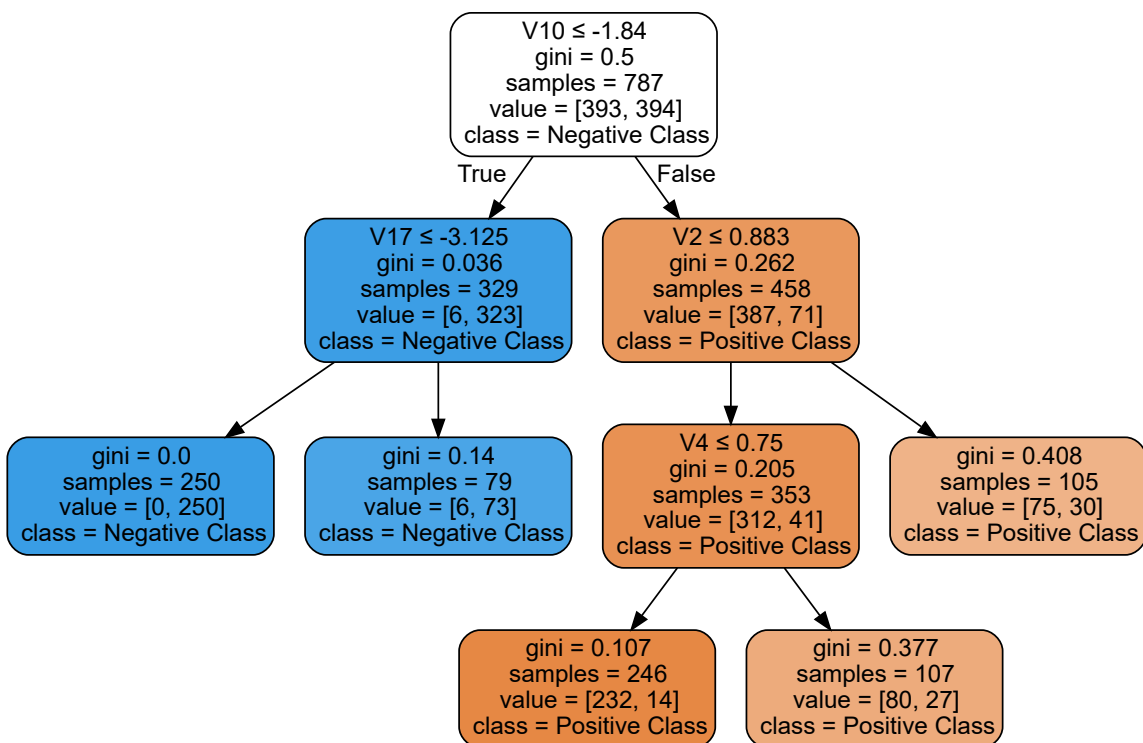 V10 ≤ -1.84
gini = 0.5
samples = 787
value = [393, 394]
class = Negative Class
True
False
V17 ≤ -3.125
gini = 0.036
samples = 329
value = [6, 323]
class = Negative Class
V2 ≤ 0.883
gini = 0.262
samples = 458
value = [387, 71]
class = Positive Class
gini = 0.0
samples = 250
value = [0, 250]
class = Negative Class
gini = 0.14
samples = 79
value = [6, 73]
class = Negative Class
V4 ≤ 0.75
gini = 0.205
samples = 353
value = [312, 41]
class = Positive Class
gini = 0.408
samples = 105
value = [75, 30]
class = Positive Class
gini = 0.107
samples = 246
value = [232, 14]
class = Positive Class
gini = 0.377
samples = 107
value = [80, 27]
class = Positive Class